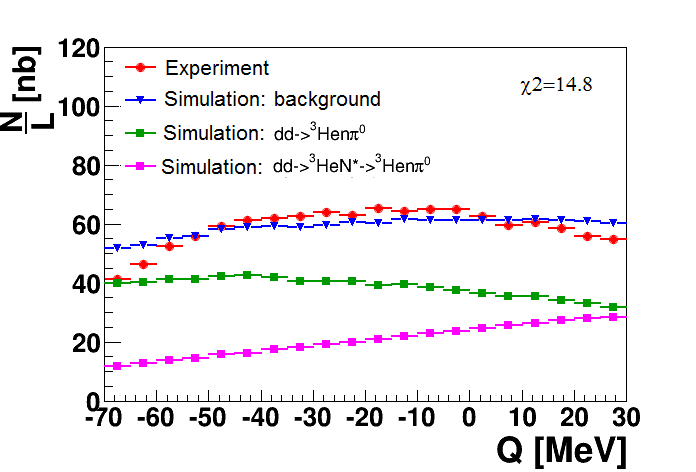 N/L [nb]
120
100
80
60
40
20
0
Experiment
Simulation: background
Simulation: dd->³Henπ⁰
Simulation: dd->³HeN*->³Henπ⁰
χ2=14.8
-70 -60 -50 -40 -30 -20 -10 0 10 20 30
Q [MeV]